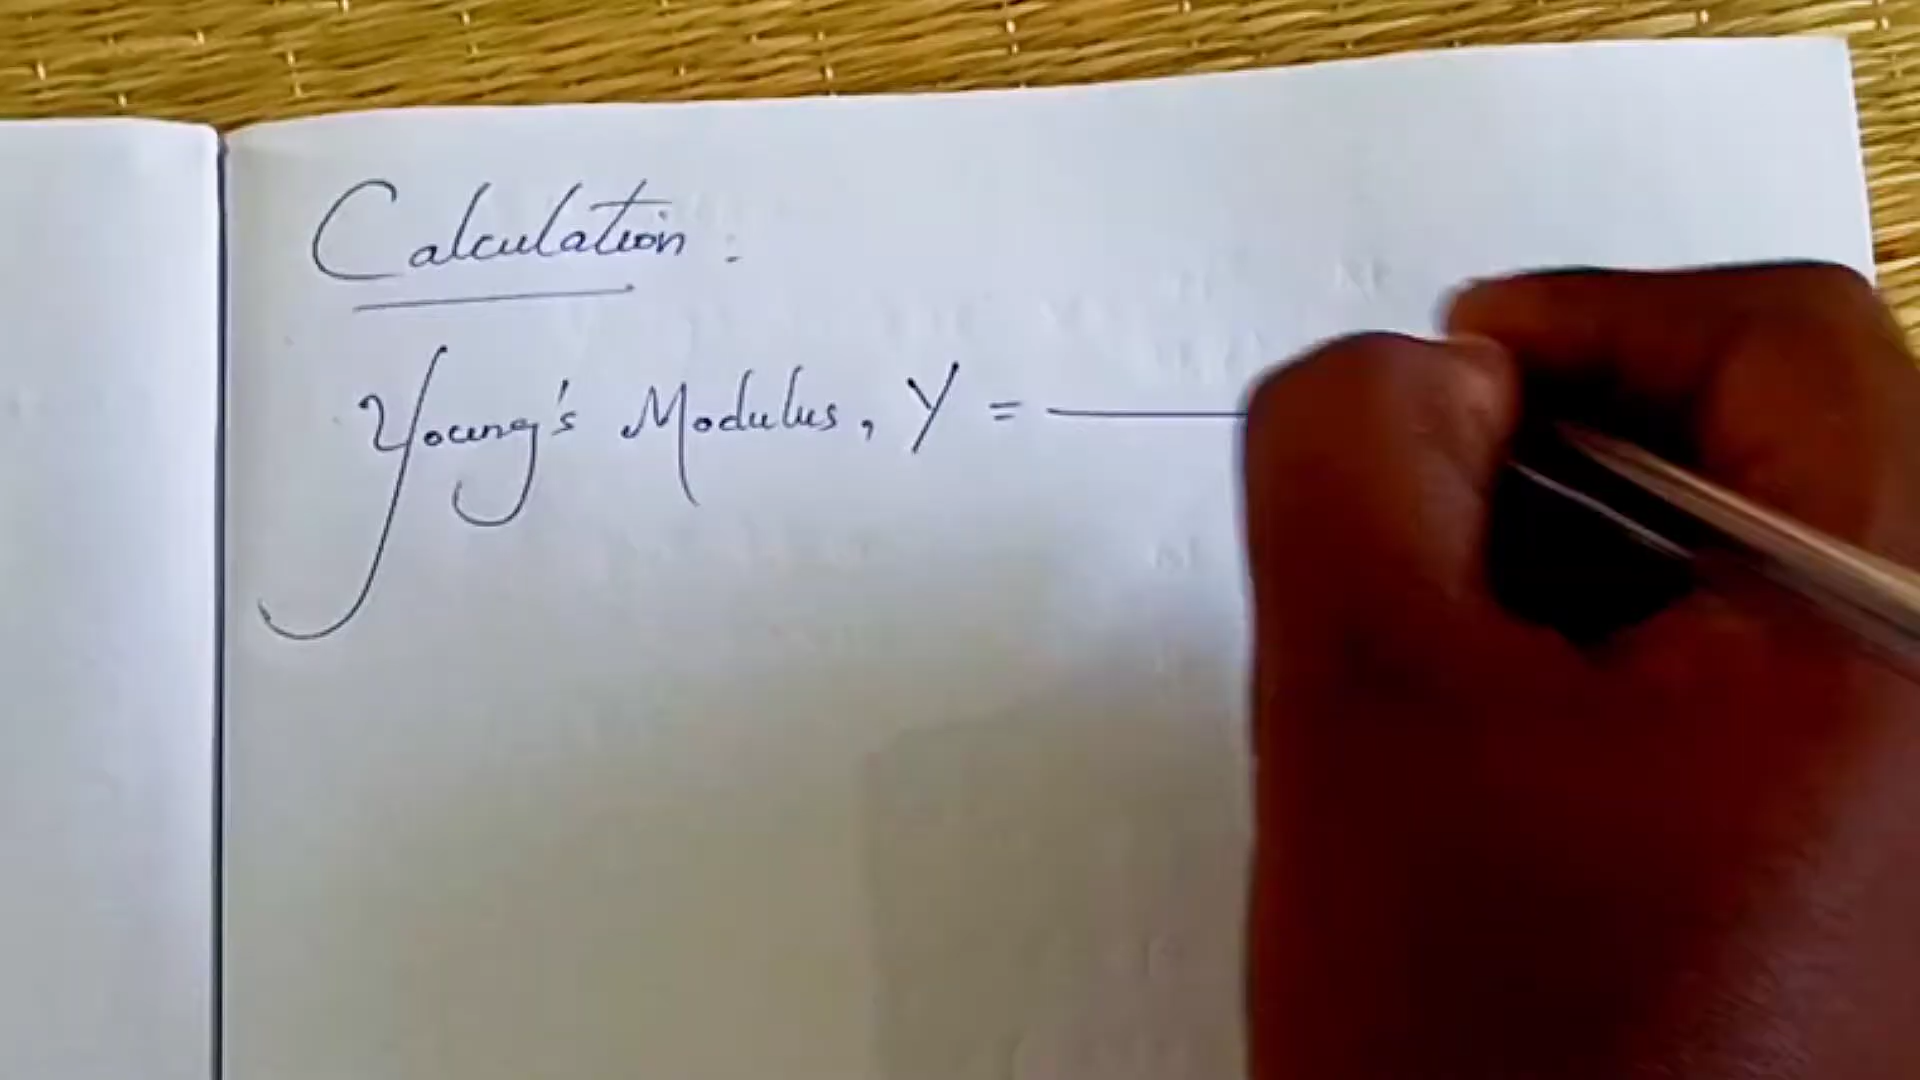 Calculation :
Young's Modulus, Y =